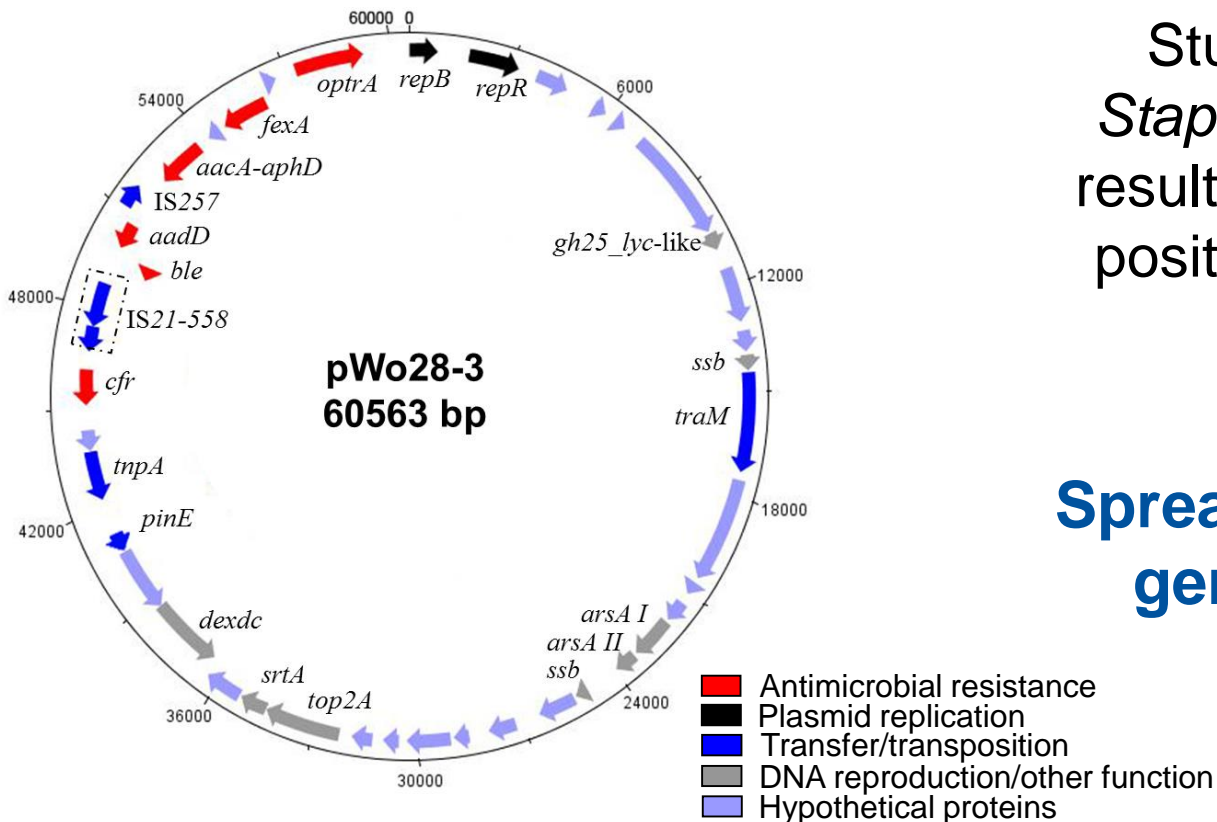 60000 0
optrA
repB
repR
6000
54000
fexA
aacA-aphD
IS257
aadD
ble
gh25_lyc-like
12000
48000
IS21-558
ssb
cfr
pWo28-3
60563 bp
traM
tnpA
pinE
18000
42000
dexdc
arsA I
arsA II
ssb
srtA
top2A
24000
36000
30000
Stu
Stap
result
posit
Sprea
ger
Antimicrobial resistance
Plasmid replication
Transfer/transposition
DNA reproduction/other function
Hypothetical proteins